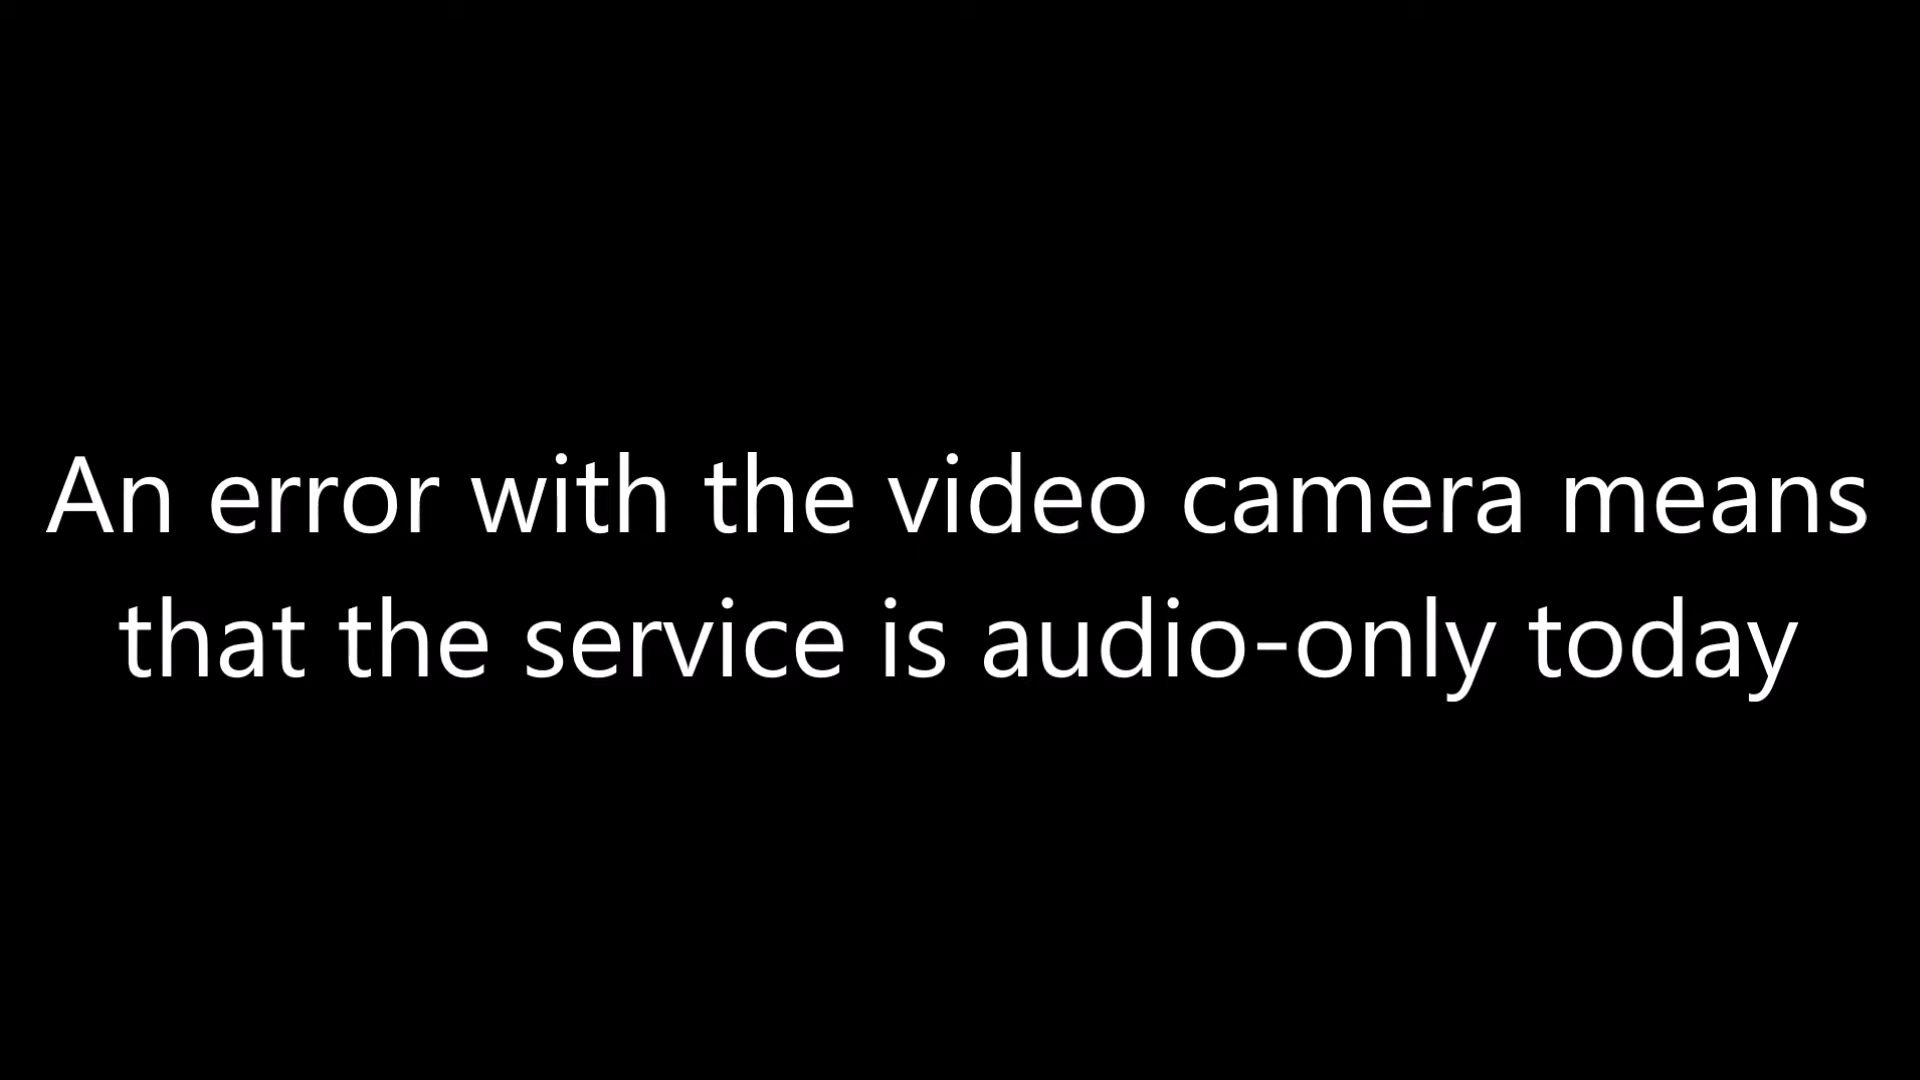 An error with the video camera means
that the service is audio-only today